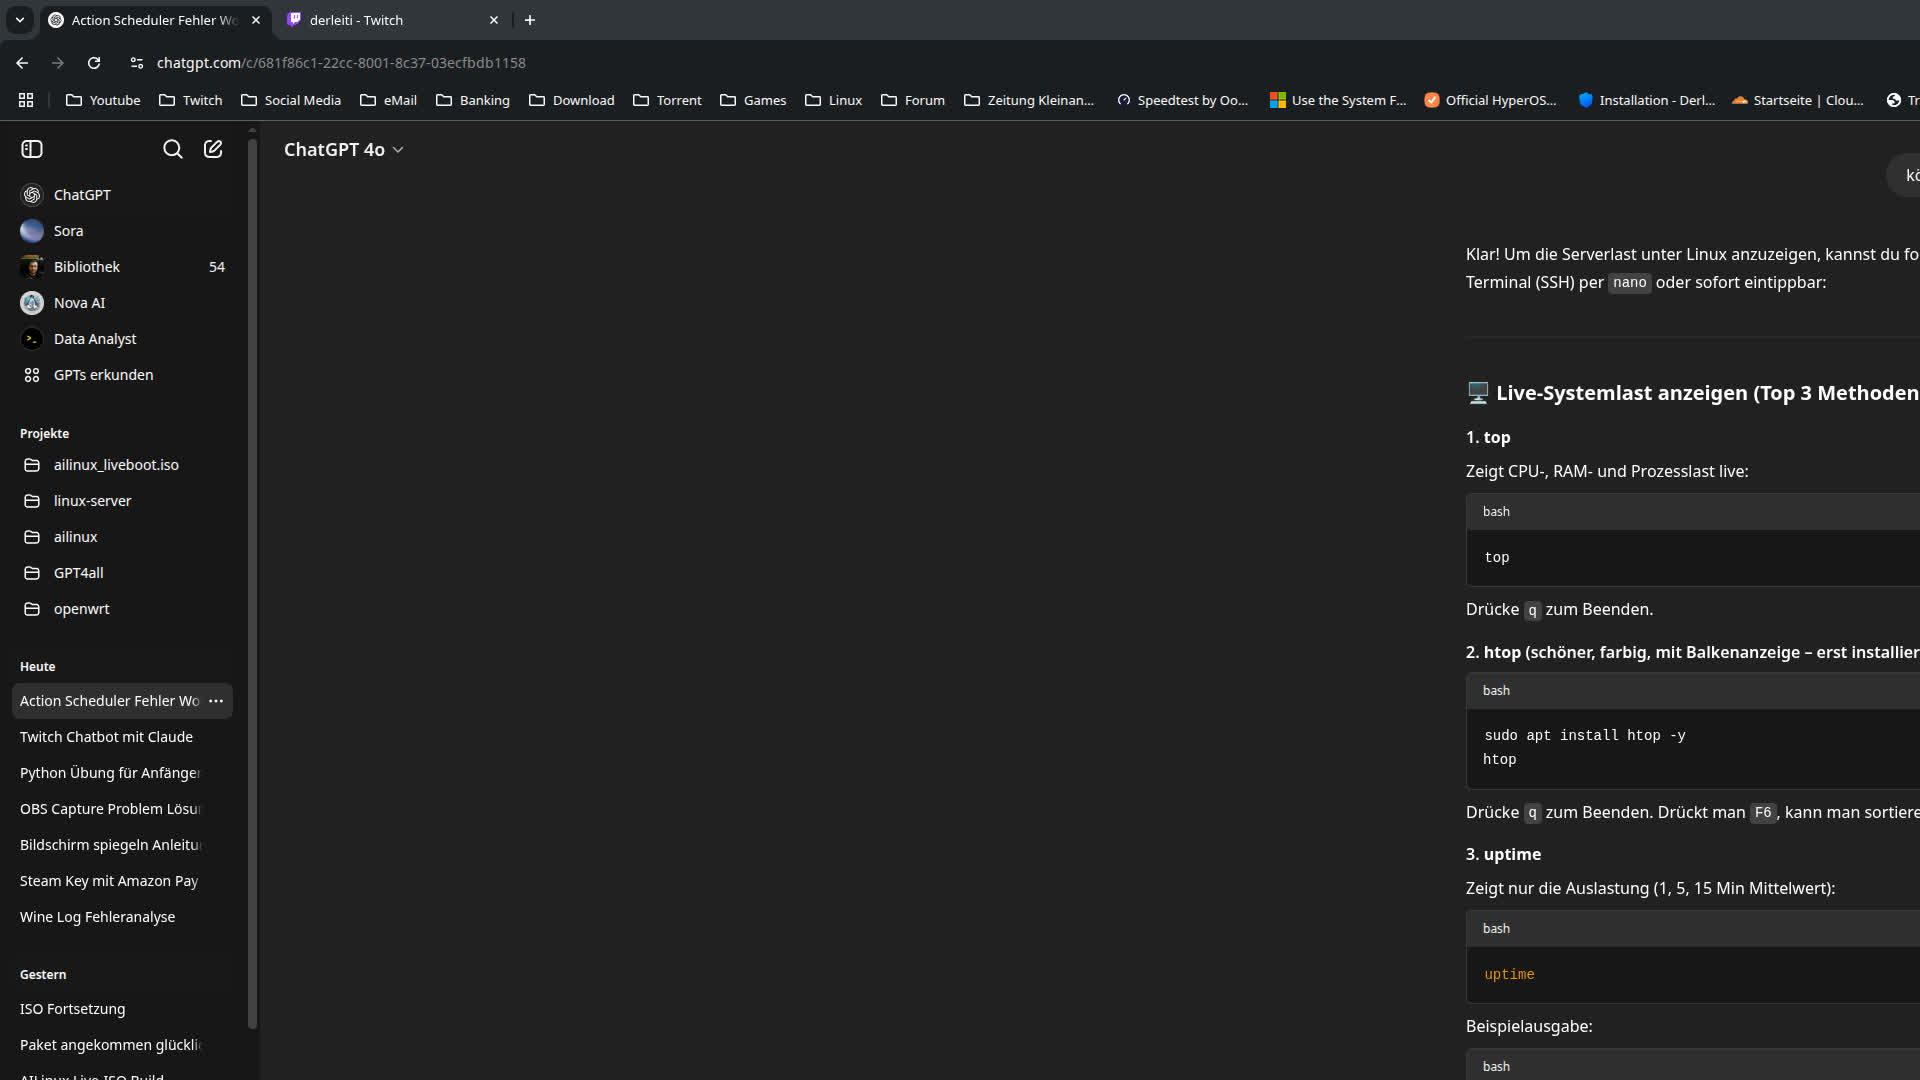 Action Scheduler Fehler Wo
derleiti - Twitch
chatgpt.com/c/681f86c1-22cc-8001-8c37-03ecfbdb1158
Youtube
Twitch
Social Media
eMail
Banking
Download
Torrent
Games
Linux
Forum
Zeitung Kleinan...
Speedtest by Oo...
Use the System F...
Official HyperOS...
Installation - Derl...
Startseite | Clou...
Tr
ChatGPT 4o
ChatGPT
Sora
Bibliothek 54
Nova AI
Data Analyst
GPTs erkunden
Projekte
ailinux_liveboot.iso
linux-server
ailinux
GPT4all
openwrt
Heute
Action Scheduler Fehler Wo
Twitch Chatbot mit Claude
Python Übung für Anfänger
OBS Capture Problem Lösu
Bildschirm spiegeln Anleitu
Steam Key mit Amazon Pay
Wine Log Fehleranalyse
Gestern
ISO Fortsetzung
Paket angekommen glückli
AILinux Live ISO Build
kö
Klar! Um die Serverlast unter Linux anzuzeigen, kannst du fo
Terminal (SSH) per nano oder sofort eintippbar:
Live-Systemlast anzeigen (Top 3 Methoden
1. top
Zeigt CPU-, RAM- und Prozesslast live:
bash
top
Drücke q zum Beenden.
2. htop (schöner, farbig, mit Balkenanzeige – erst installier
bash
sudo apt install htop -y
htop
Drücke q zum Beenden. Drückt man F6, kann man sortiere
3. uptime
Zeigt nur die Auslastung (1, 5, 15 Min Mittelwert):
bash
uptime
Beispielausgabe:
bash